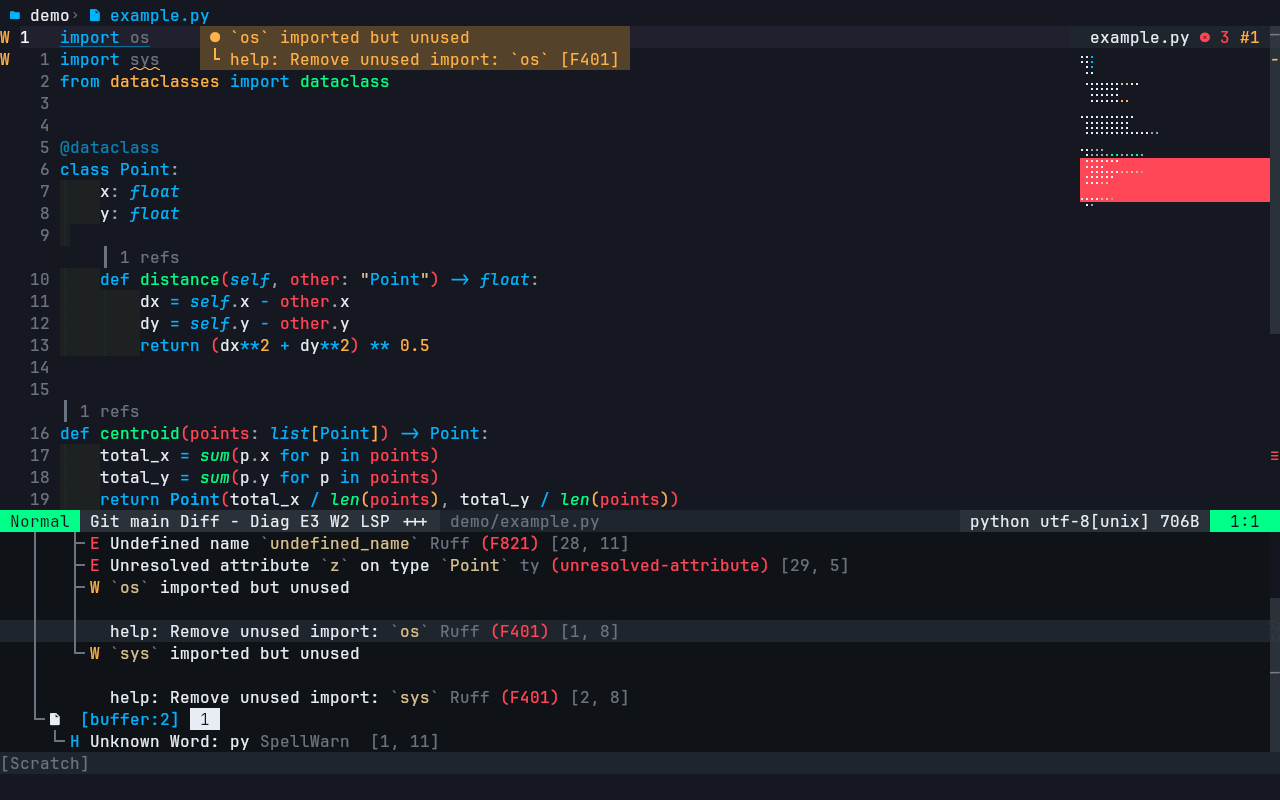 demo › example.py
W 1 import os ● `os` imported but unused example.py 3 #1
W 1 import sys └ help: Remove unused import: `os` [F401]
2 from dataclasses import dataclass
3
4
5 @dataclass
6 class Point:
7 x: float
8 y: float
9
1 refs
10 def distance(self, other: "Point") -> float:
11 dx = self.x - other.x
12 dy = self.y - other.y
13 return (dx**2 + dy**2) ** 0.5
14
15
1 refs
16 def centroid(points: list[Point]) -> Point:
17 total_x = sum(p.x for p in points)
18 total_y = sum(p.y for p in points)
19 return Point(total_x / len(points), total_y / len(points))
Normal Git main Diff - Diag E3 W2 LSP +++ demo/example.py python utf-8[unix] 706B 1:1
E Undefined name `undefined_name` Ruff (F821) [28, 11]
E Unresolved attribute `z` on type `Point` ty (unresolved-attribute) [29, 5]
W `os` imported but unused
help: Remove unused import: `os` Ruff (F401) [1, 8]
W `sys` imported but unused
help: Remove unused import: `sys` Ruff (F401) [2, 8]
[buffer:2] 1
H Unknown Word: py SpellWarn [1, 11]
[Scratch]